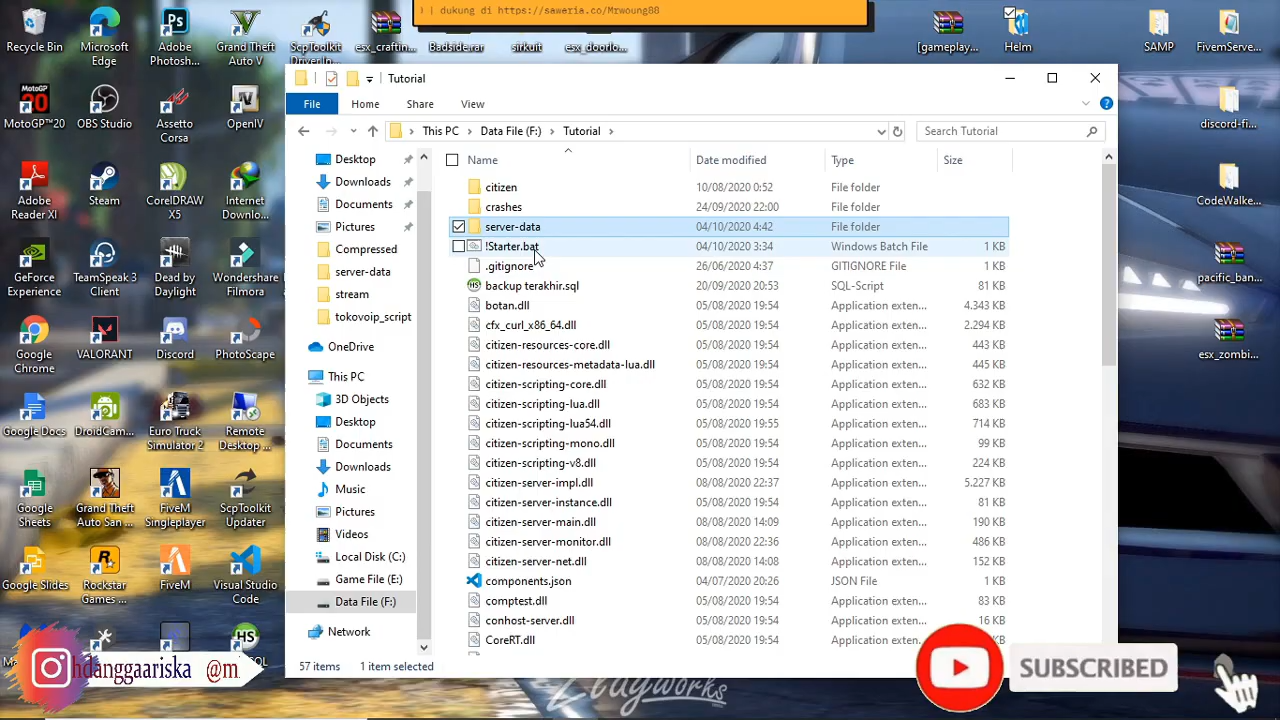 ) | dukung di https://saweria.co/Mrwoung88
Recycle Bin
Microsoft Edge
Adobe Photosh...
Grand Theft Auto V
ScpToolkit DriverIn...
esx_craftin...
Badside.rar
sirkuit
esx_doorlo...
[gameplay...
Helm
SAMP
FivemServe...
MotoGP™20
OBS Studio
Assetto Corsa
OpenIV
discord-fi...
Adobe Reader XI
Steam
CorelDRAW X5
Internet Downlo...
CodeWalke...
GeForce Experience
TeamSpeak 3 Client
Dead by Daylight
Wondershare Filmora
pacific_ban...
Google Chrome
VALORANT
Discord
PhotoScape
esx_zombi...
Google Docs
DroidCam...
Euro Truck Simulator 2
Remote Desktop ...
Google Sheets
Grand Theft Auto San ...
FiveM Singleplayer
ScpToolkit Updater
Google Slides
Rockstar Games ...
FiveM
Visual Studio Code
Tutorial
File Home Share View
This PC Data File (F:) Tutorial
Search Tutorial
Desktop
Downloads
Documents
Pictures
Compressed
server-data
stream
tokovoip_script
OneDrive
This PC
3D Objects
Desktop
Documents
Downloads
Music
Pictures
Videos
Local Disk (C:)
Game File (E:)
Data File (F:)
Network
Name Date modified Type Size
citizen 10/08/2020 0:52 File folder
crashes 24/09/2020 22:00 File folder
server-data 04/10/2020 4:42 File folder
!Starter.bat 04/10/2020 3:34 Windows Batch File 1 KB
.gitignore 26/06/2020 4:37 GITIGNORE File 1 KB
backup terakhir.sql 20/09/2020 20:53 SQL-Script 81 KB
botan.dll 05/08/2020 19:54 Application exten... 4.343 KB
cfx_curl_x86_64.dll 05/08/2020 19:54 Application exten... 2.294 KB
citizen-resources-core.dll 05/08/2020 19:54 Application exten... 443 KB
citizen-resources-metadata-lua.dll 05/08/2020 19:54 Application exten... 445 KB
citizen-scripting-core.dll 05/08/2020 19:54 Application exten... 632 KB
citizen-scripting-lua.dll 05/08/2020 19:54 Application exten... 683 KB
citizen-scripting-lua54.dll 05/08/2020 19:55 Application exten... 714 KB
citizen-scripting-mono.dll 05/08/2020 19:54 Application exten... 99 KB
citizen-scripting-v8.dll 05/08/2020 19:54 Application exten... 224 KB
citizen-server-impl.dll 08/08/2020 22:37 Application exten... 5.227 KB
citizen-server-instance.dll 05/08/2020 19:54 Application exten... 81 KB
citizen-server-main.dll 08/08/2020 14:09 Application exten... 190 KB
citizen-server-monitor.dll 08/08/2020 22:36 Application exten... 486 KB
citizen-server-net.dll 08/08/2020 14:08 Application exten... 152 KB
components.json 04/07/2020 20:26 JSON File 1 KB
comptest.dll 05/08/2020 19:54 Application exten... 83 KB
conhost-server.dll 05/08/2020 19:54 Application exten... 16 KB
CoreRT.dll 05/08/2020 19:54
57 items 1 item selected
hdanggaariska @m
SUBSCRIBED